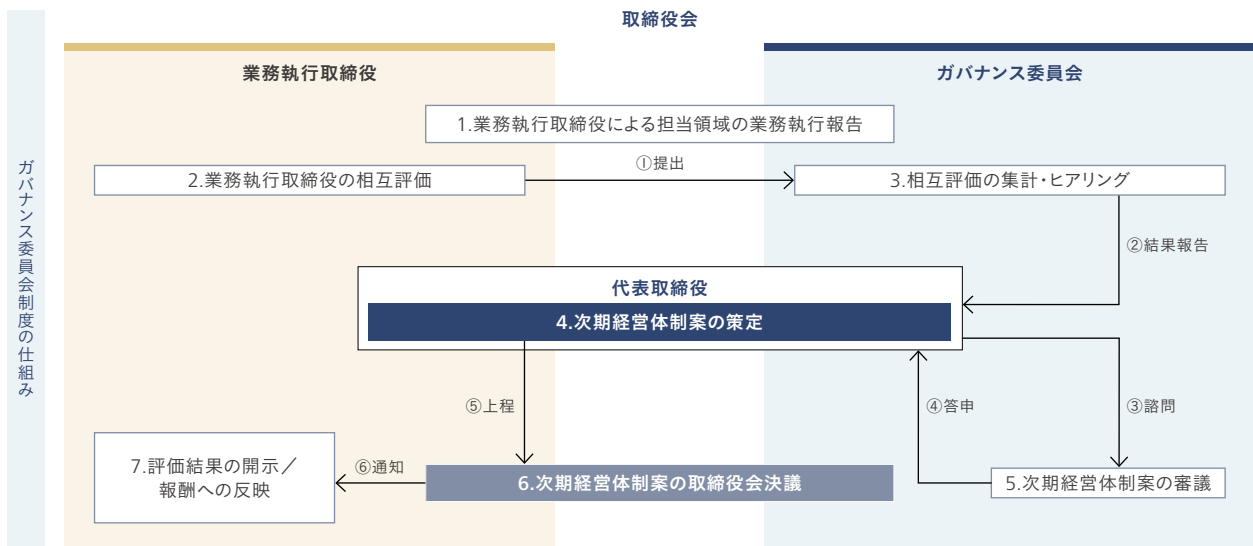 取締役会
ガバナンス委員会制度の仕組み
業務執行取締役
ガバナンス委員会
1.業務執行取締役による担当領域の業務執行報告
2.業務執行取締役の相互評価
①提出
3.相互評価の集計・ヒアリング
②結果報告
代表取締役
4.次期経営体制案の策定
⑤上程
④答申
③諮問
7.評価結果の開示／
報酬への反映
⑥通知
6.次期経営体制案の取締役会決議
5.次期経営体制案の審議